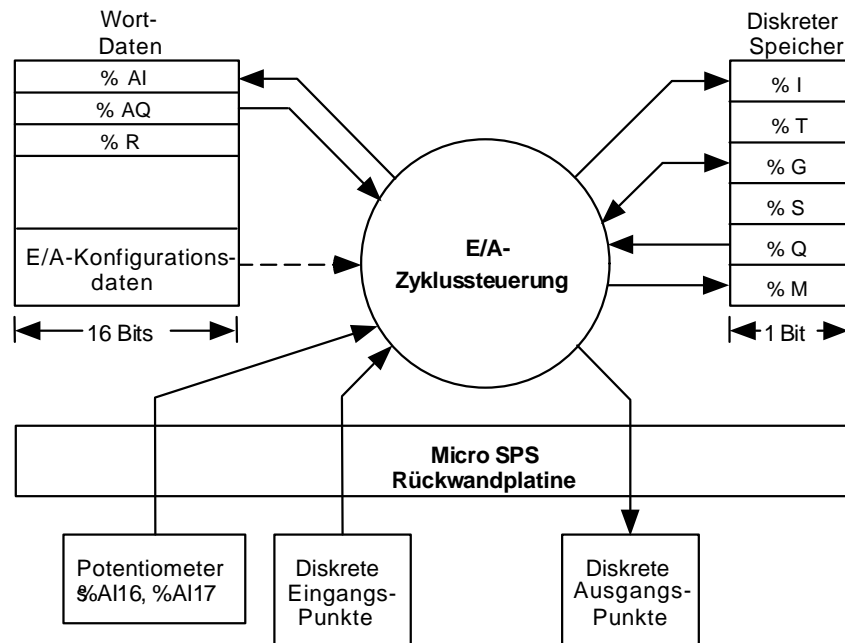 Wort-
Daten
% AI
% AQ
% R
E/A-Konfigurations-
daten
16 Bits
E/A-
Zyklussteuerung
Diskreter
Speicher
% I
% T
% G
% S
% Q
% M
1 Bit
Micro SPS
Rückwandplatine
Potentiometer
%AI16, %AI17
Diskrete
Eingangs-
Punkte
Diskrete
Ausgangs-
Punkte